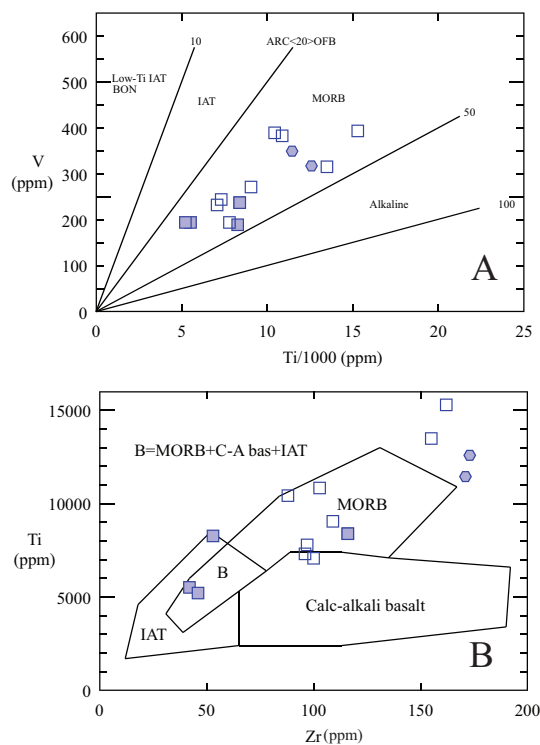 600
500
400
300
200
100
0
V
(ppm)
10
ARC<20>OFB
Low-Ti IAT
BON
IAT
MORB
50
Alkaline
100
A
0 5 10 15 20 25
Ti/1000 (ppm)
15000
10000
5000
0
Ti
(ppm)
B=MORB+C-A bas+IAT
MORB
B
Calc-alkali basalt
IAT
B
0 50 100 150 200
Zr (ppm)